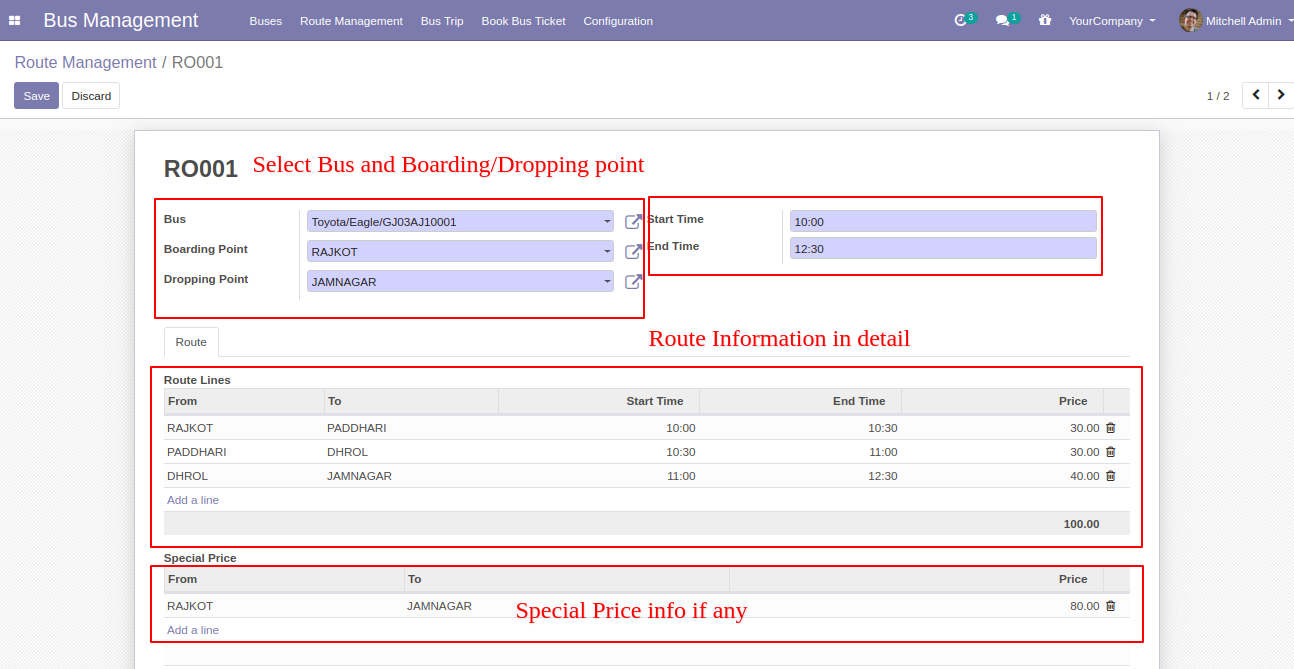 Bus Management Buses Route Management Bus Trip Book Bus Ticket Configuration 3 1 YourCompany Mitchell Admin
Route Management / RO001
Save Discard 1 / 2
RO001 Select Bus and Boarding/Dropping point
Bus Toyota/Eagle/GJ03AJ10001 Start Time 10:00
Boarding Point RAJKOT End Time 12:30
Dropping Point JAMNAGAR
Route Route Information in detail
Route Lines
From To Start Time End Time Price
RAJKOT PADDHARI 10:00 10:30 30.00
PADDHARI DHROL 10:30 11:00 30.00
DHROL JAMNAGAR 11:00 12:30 40.00
Add a line
100.00
Special Price
From To Price
RAJKOT JAMNAGAR Special Price info if any 80.00
Add a line